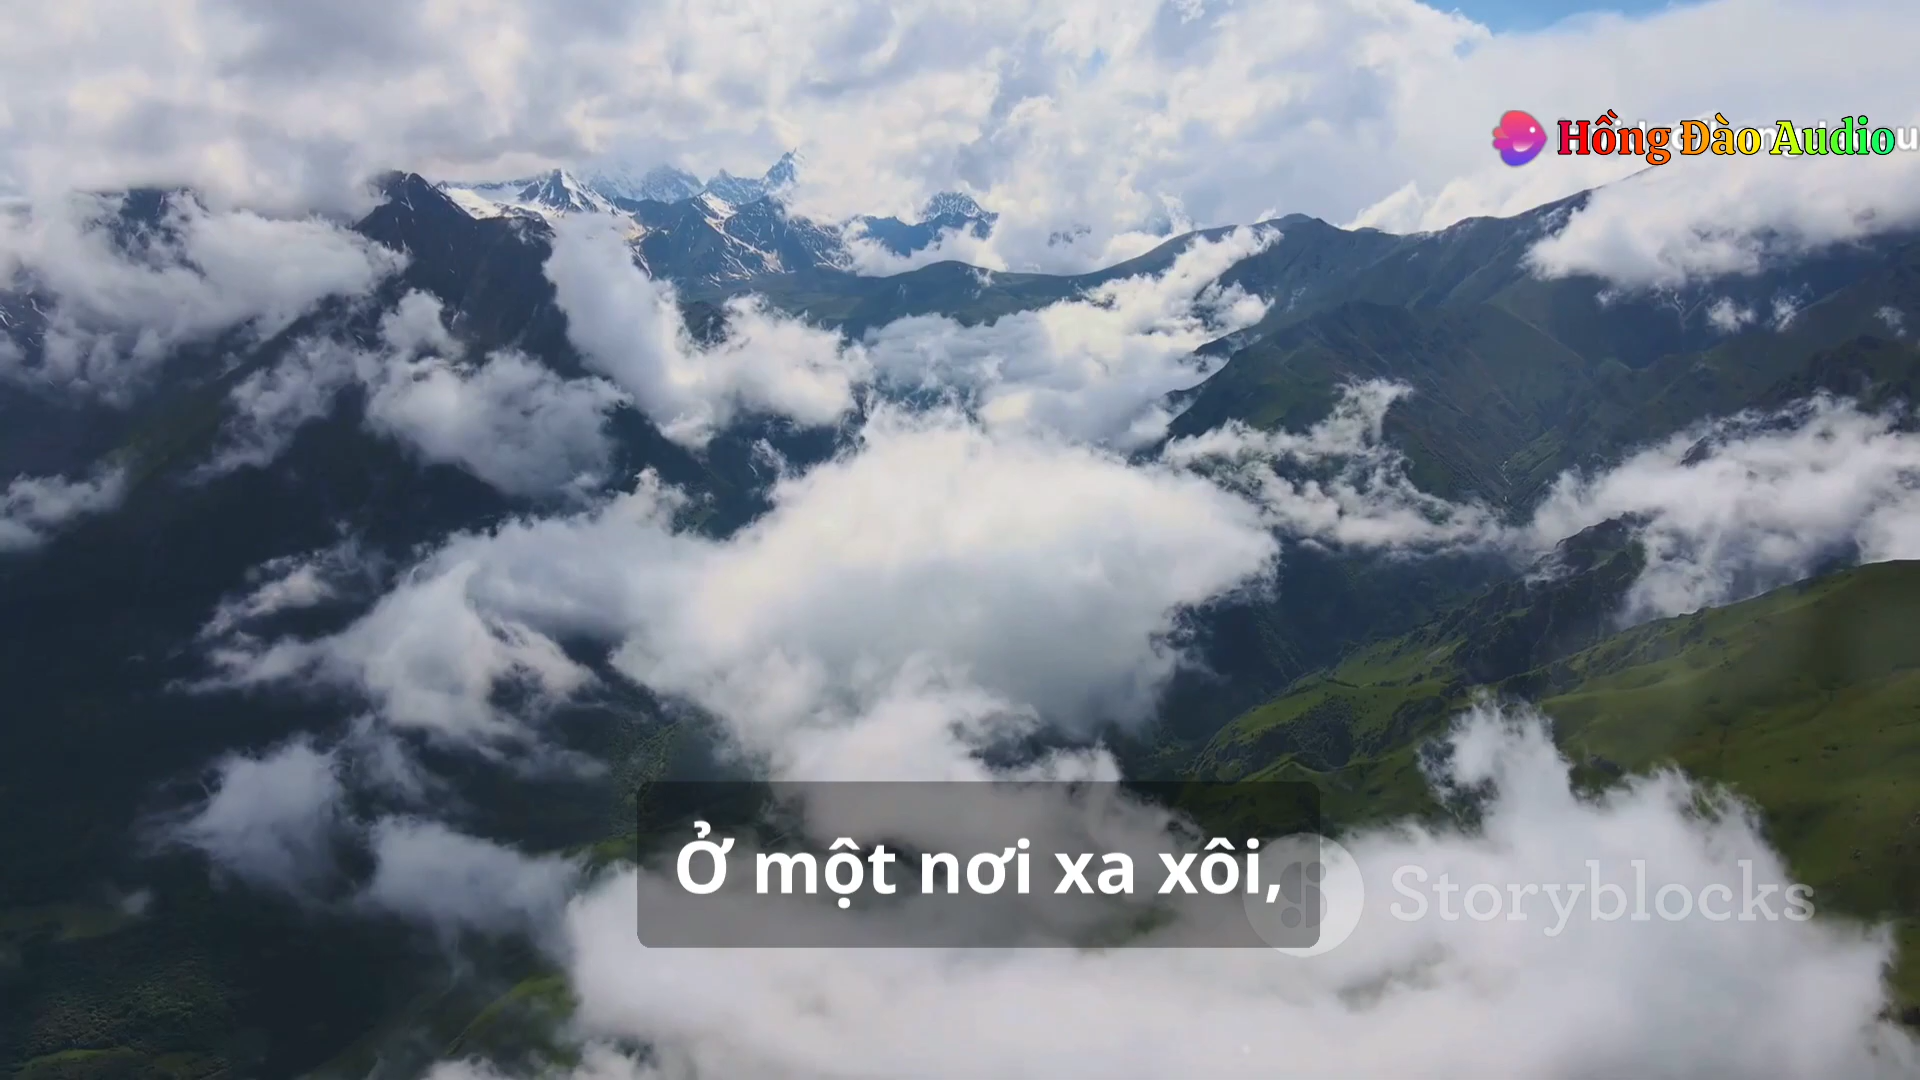 Hồng Đào Audio
Ở một nơi xa xôi,
Storyblocks